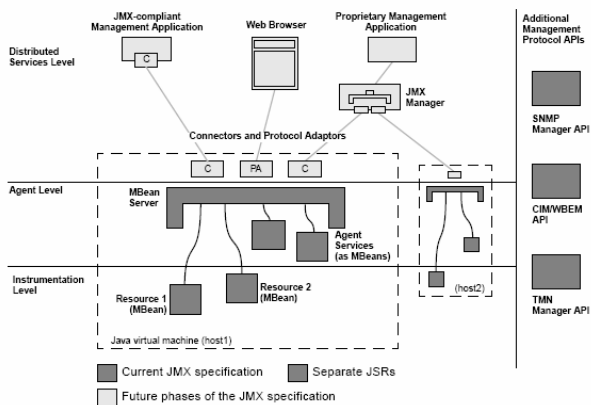 JMX-compliant
Management Application
Web Browser
Proprietary Management
Application
Additional
Management
Protocol APIs
Distributed
Services Level
C
JMX
Manager
SNMP
Manager API
Connectors and Protocol Adaptors
C
PA
C
Agent Level
MBean
Server
CIM/WBEM
API
Agent
Services
(as MBeans)
Instrumentation
Level
Resource 1
(MBean)
Resource 2
(MBean)
(host2)
TMN
Manager API
Java virtual machine (host1)
Current JMX specification
Separate JSRs
Future phases of the JMX specification